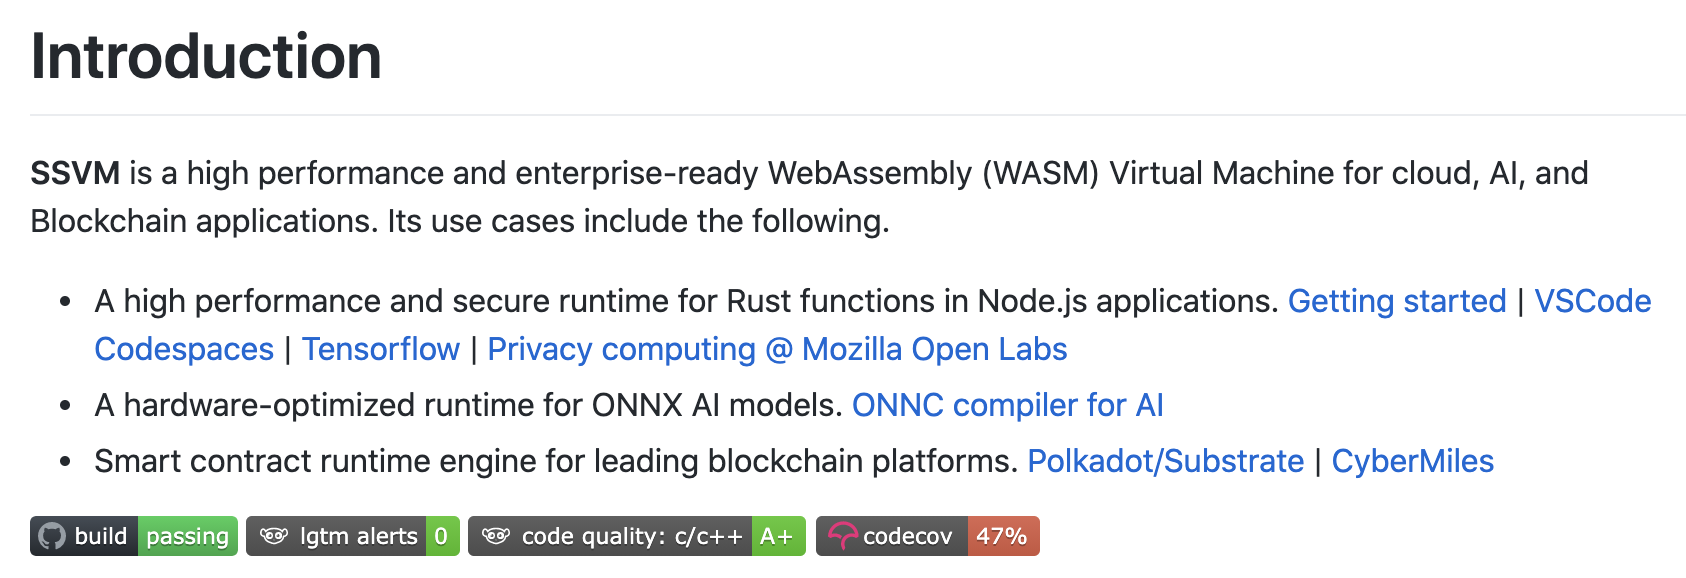 Introduction
SSVM is a high performance and enterprise-ready WebAssembly (WASM) Virtual Machine for cloud, AI, and
Blockchain applications. Its use cases include the following.
• A high performance and secure runtime for Rust functions in Node.js applications. Getting started | VSCode
Codespaces | Tensorflow | Privacy computing @ Mozilla Open Labs
• A hardware-optimized runtime for ONNX AI models. ONNC compiler for AI
• Smart contract runtime engine for leading blockchain platforms. Polkadot/Substrate | CyberMiles
build passing lgtm alerts 0 code quality: c/c++ A+ codecov 47%